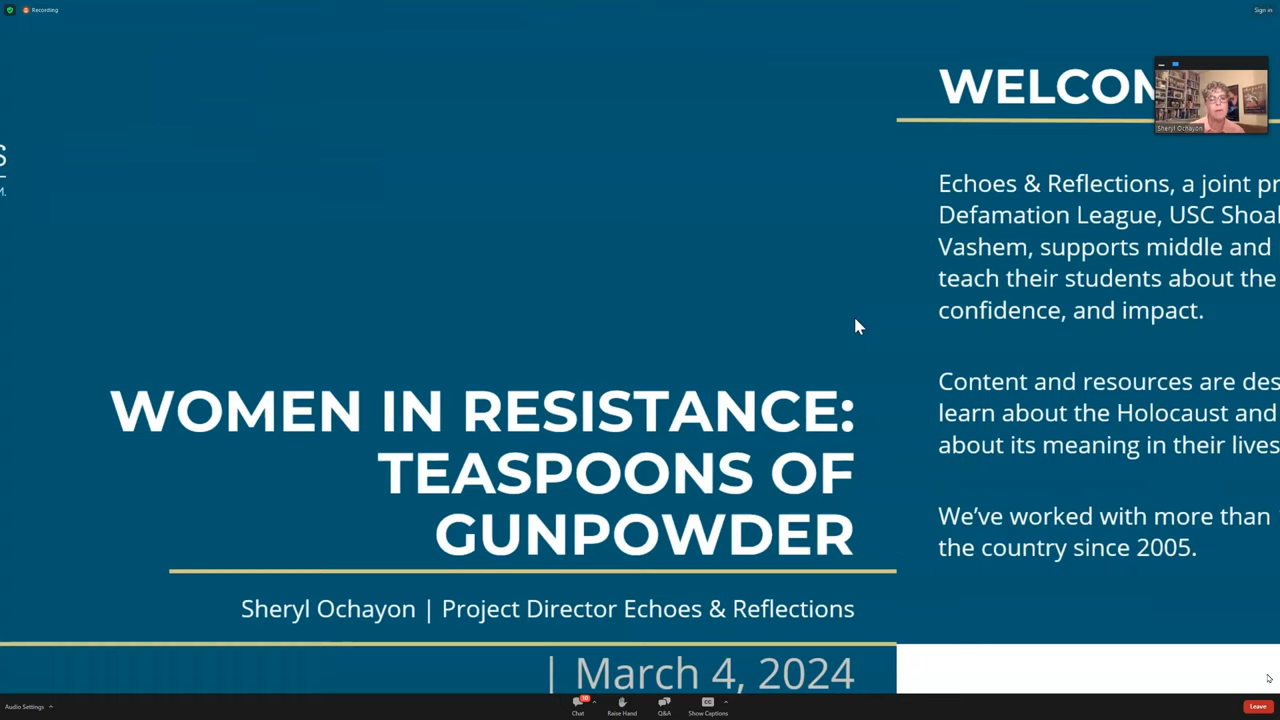 Recording
Sign in
S
M.
WOMEN IN RESISTANCE:
TEASPOONS OF
GUNPOWDER
Sheryl Ochayon | Project Director Echoes & Reflections
| March 4, 2024
WELCOM
Sheryl Ochayon
Echoes & Reflections, a joint pr
Defamation League, USC Shoal
Vashem, supports middle and
teach their students about the
confidence, and impact.
Content and resources are des
learn about the Holocaust and
about its meaning in their lives
We've worked with more than
the country since 2005.
Audio Settings
Chat
10
Raise Hand
Q&A
CC
Show Captions
Leave